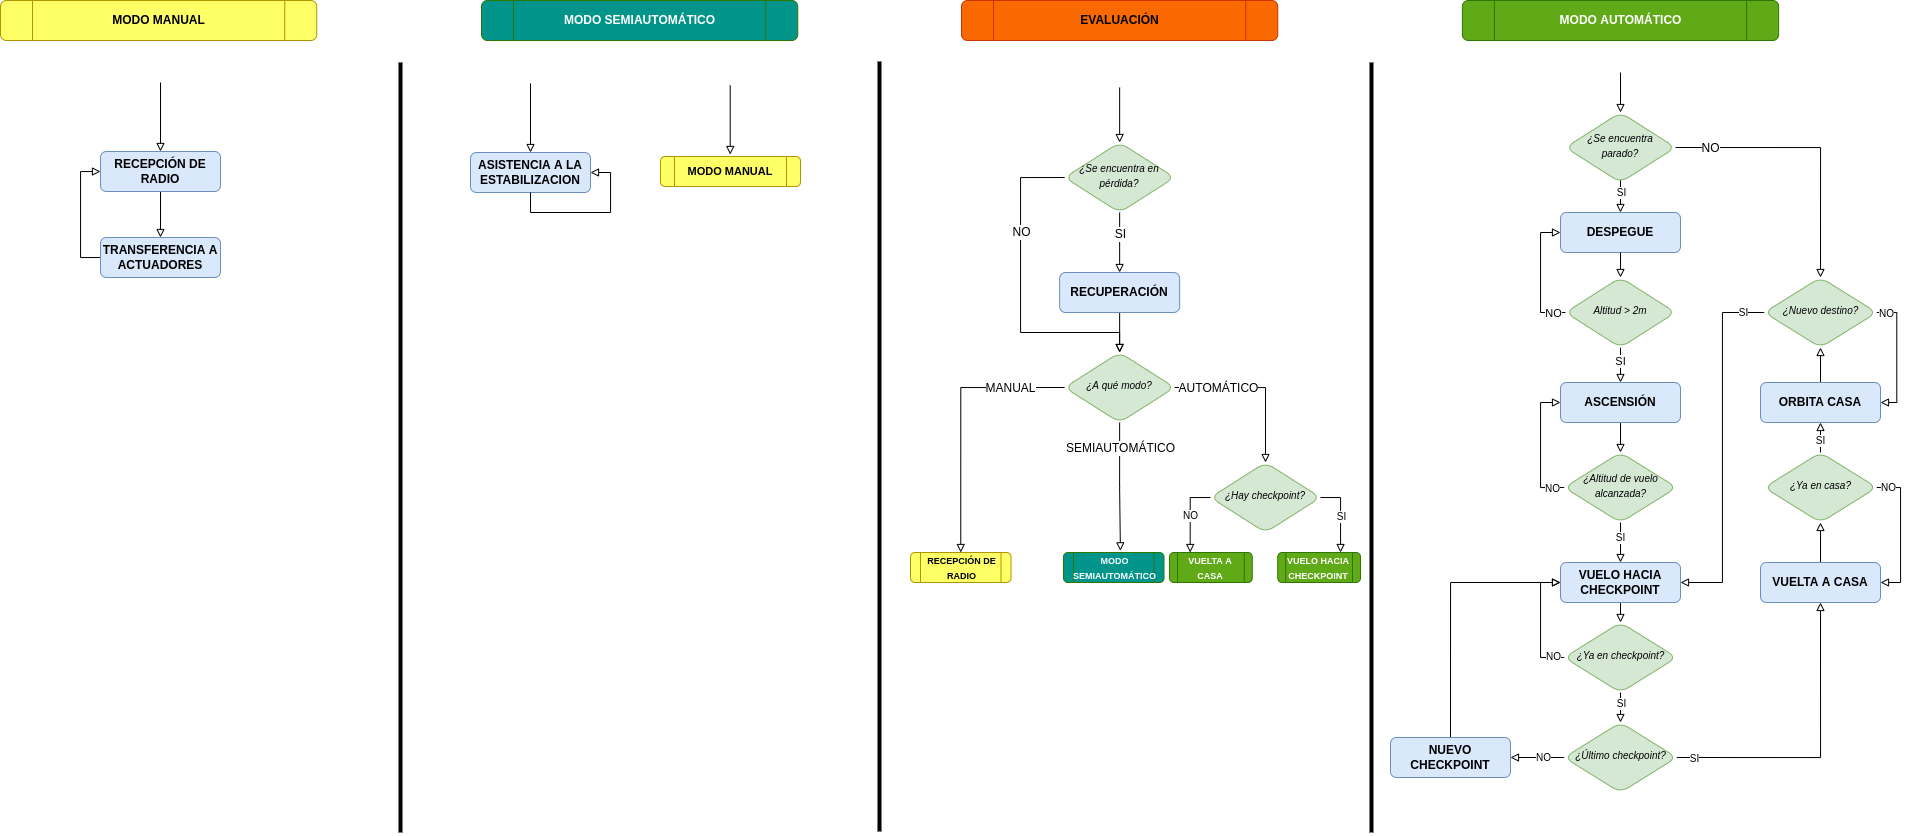 MODO MANUAL
RECEPCIÓN DE
RADIO
TRANSFERENCIA A
ACTUADORES
MODO SEMIAUTOMÁTICO
ASISTENCIA A LA
ESTABILIZACION
MODO MANUAL
EVALUACIÓN
¿Se encuentra en
pérdida?
NO
SI
RECUPERACIÓN
¿A qué modo?
MANUAL
AUTOMÁTICO
SEMIAUTOMÁTICO
¿Hay checkpoint?
NO
SI
RECEPCIÓN DE
RADIO
MODO
SEMIAUTOMÁTICO
VUELTA A
CASA
VUELO HACIA
CHECKPOINT
MODO AUTOMÁTICO
¿Se encuentra
parado?
NO
SI
DESPEGUE
Altitud > 2m
NO
SI
¿Nuevo destino?
SI
NO
ASCENSIÓN
ORBITA CASA
SI
¿Altitud de vuelo
alcanzada?
NO
SI
¿Ya en casa?
NO
VUELO HACIA
CHECKPOINT
VUELTA A CASA
¿Ya en checkpoint?
NO
SI
¿Último checkpoint?
NO
SI
NUEVO
CHECKPOINT